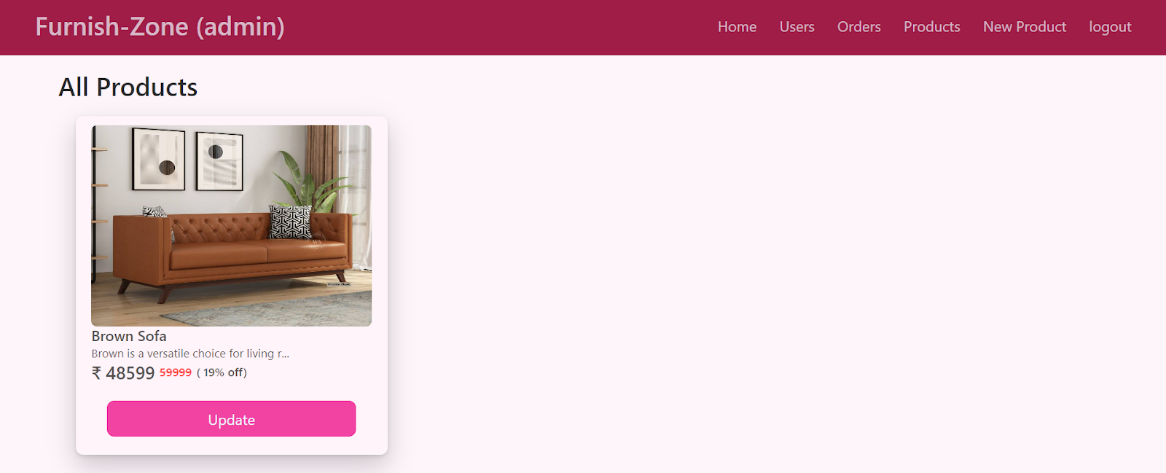 Furnish-Zone (admin) Home Users Orders Products New Product logout
All Products
Brown Sofa
Brown is a versatile choice for living r...
₹ 48599 59999 ( 19% off)
Update